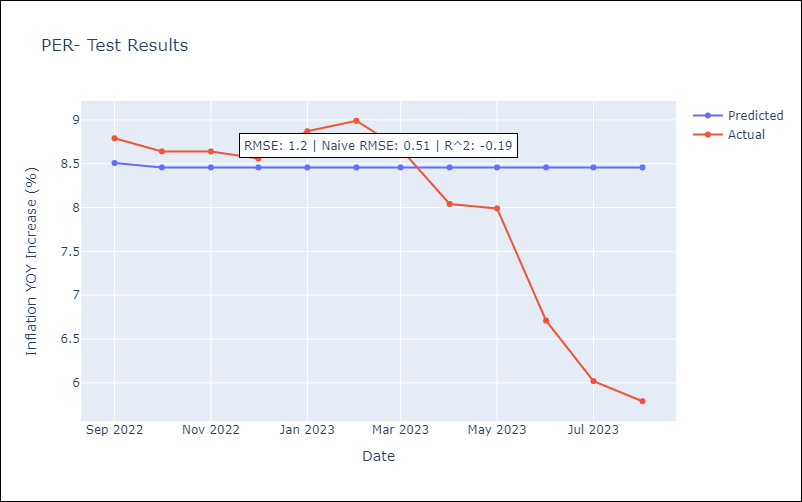 PER- Test Results
Predicted
Actual
RMSE: 1.2 | Naive RMSE: 0.51 | R^2: -0.19
Inflation YOY Increase (%)
9
8.5
8
7.5
7
6.5
6
Sep 2022
Nov 2022
Jan 2023
Mar 2023
May 2023
Jul 2023
Date